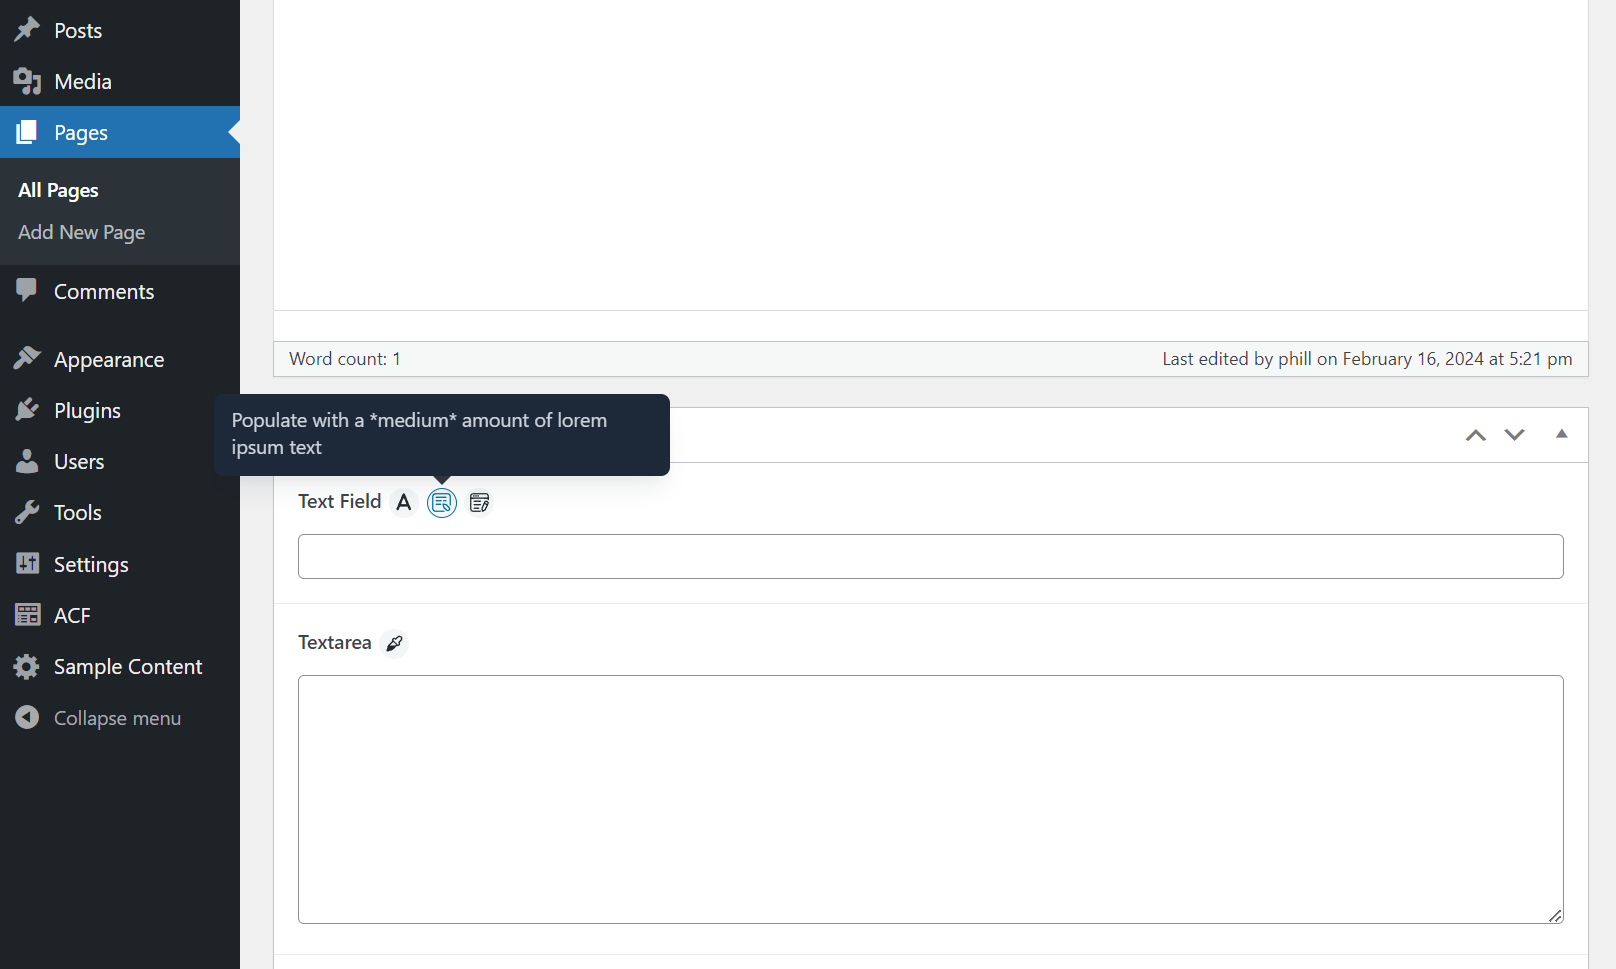 Posts
Media
Pages
All Pages
Add New Page
Comments
Appearance
Plugins
Users
Tools
Settings
ACF
Sample Content
Collapse menu
Word count: 1
Last edited by phill on February 16, 2024 at 5:21 pm
Populate with a *medium* amount of lorem
ipsum text
Text Field
Textarea